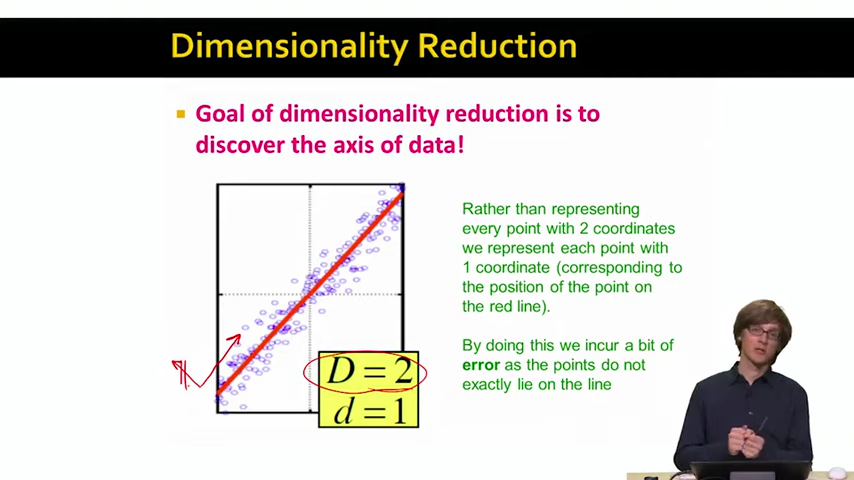 Dimensionality Reduction
Goal of dimensionality reduction is to
discover the axis of data!
Rather than representing
every point with 2 coordinates
we represent each point with
1 coordinate (corresponding to
the position of the point on
the red line).
By doing this we incur a bit of
error as the points do not
exactly lie on the line
D = 2
d = 1